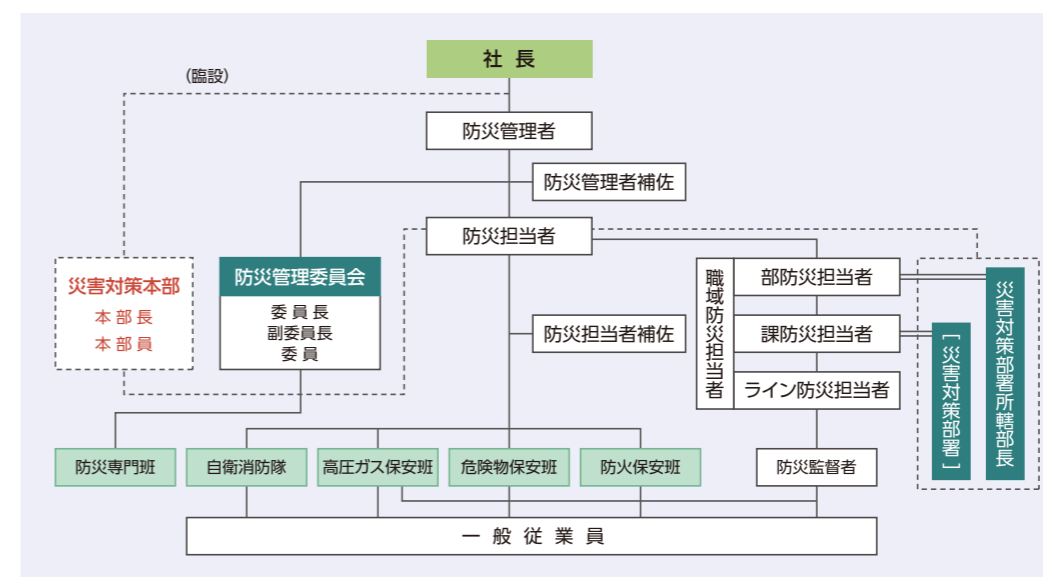 社 長
(臨設)
防災管理者
防災管理者補佐
防災担当者
災害対策本部
本 部 長
本 部 員
防災管理委員会
委 員 長
副委員長
委 員
防災担当者補佐
職域防災担当者
部防災担当者
課防災担当者
ライン防災担当者
[災害対策部署]
災害対策部署所轄部長
防災専門班
自衛消防隊
高圧ガス保安班
危険物保安班
防火保安班
防災監督者
一 般 従 業 員